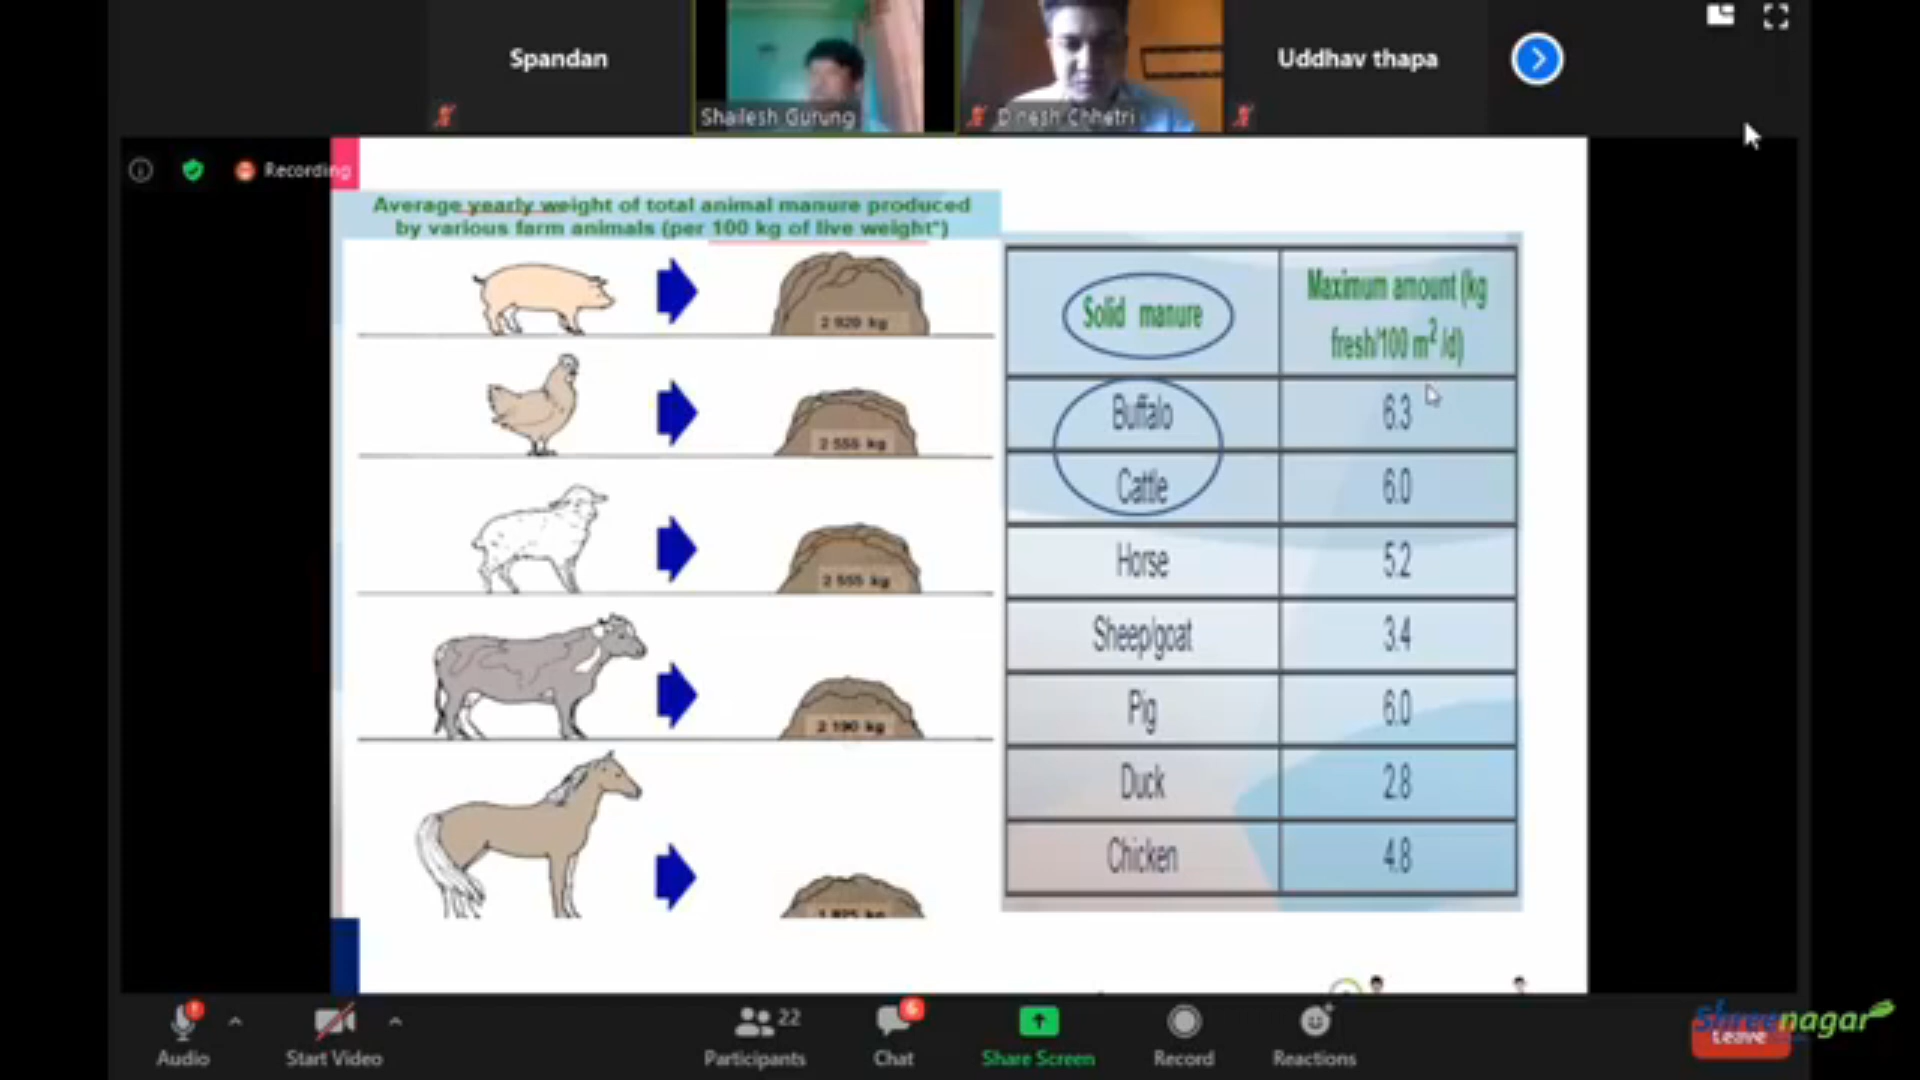 Spandan
Shailesh Gurung
Dinesh Chhetri
Uddhav thapa
Recording
Average yearly weight of total animal manure produced
by various farm animals (per 100 kg of live weight*)
2 920 kg
2 555 kg
2 555 kg
2 190 kg
1 825 kg
Solid manure
Maximum amount (kg
fresh/100 m² /d)
Buffalo 6.3
Cattle 6.0
Horse 5.2
Sheep/goat 3.4
Pig 6.0
Duck 2.8
Chicken 4.8
Audio
Start Video
22
Participants
6
Chat
Share Screen
Record
Reactions
Shreenagar
Leave